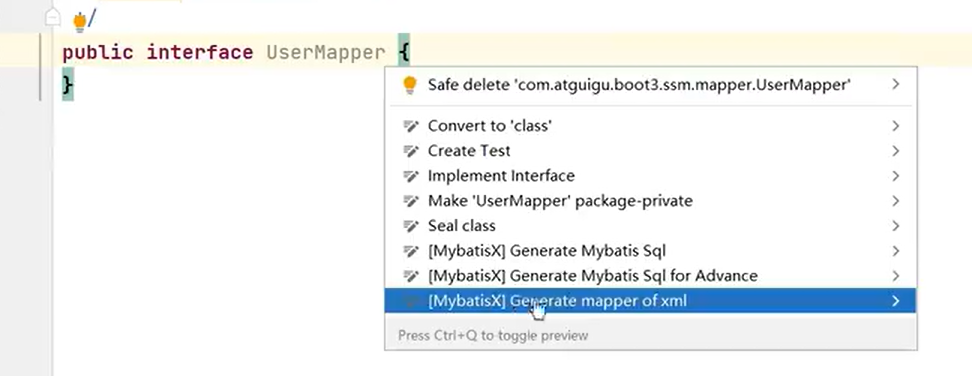 */
public interface UserMapper {
}
Safe delete 'com.atguigu.boot3.ssm.mapper.UserMapper'
Convert to 'class'
Create Test
Implement Interface
Make 'UserMapper' package-private
Seal class
[MybatisX] Generate Mybatis Sql
[MybatisX] Generate Mybatis Sql for Advance
[MybatisX] Generate mapper of xml
Press Ctrl+Q to toggle preview